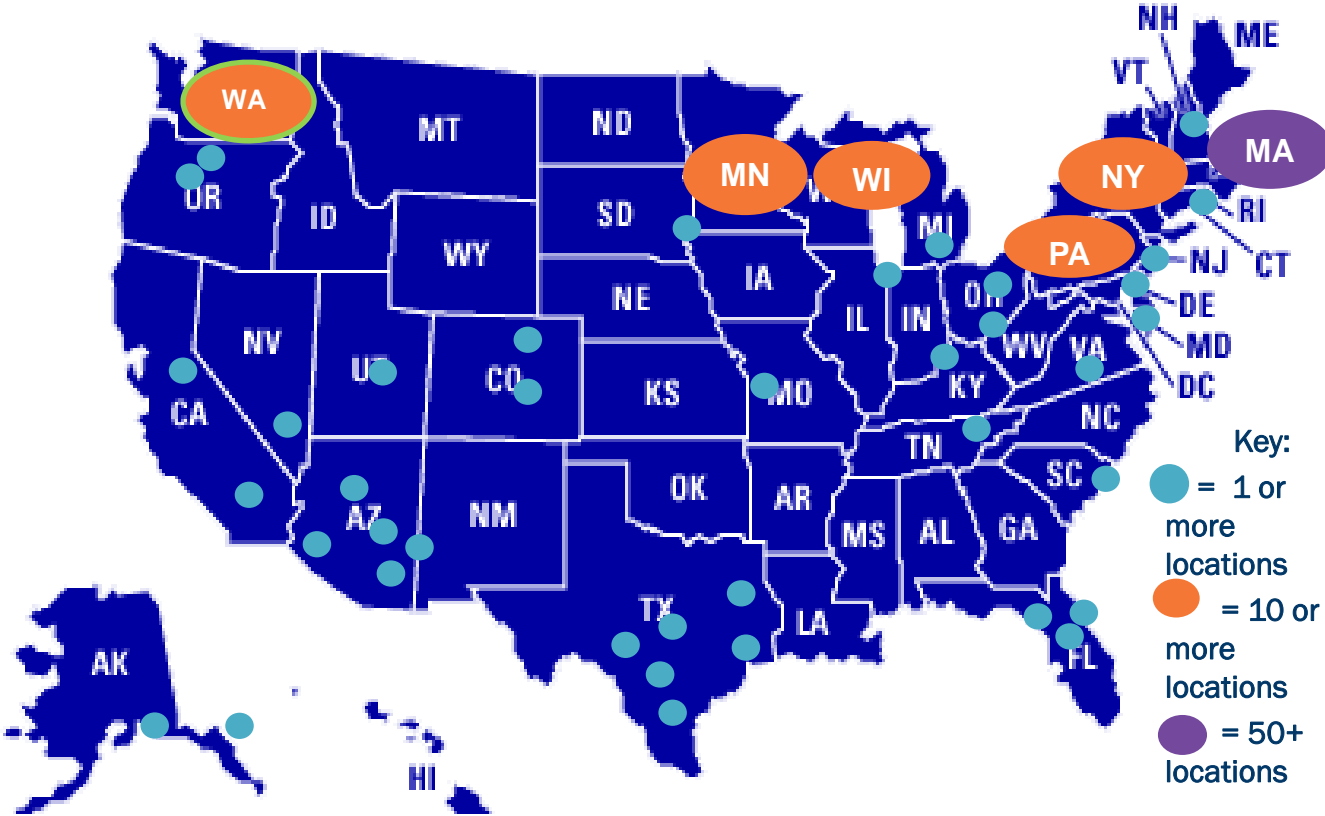 NH
ME
VT
WA
MT
ND
MN
WI
NY
MA
OR
ID
SD
W
MI
RI
WY
PA
NJ
CT
IA
NE
OH
DE
IL
IN
NV
UT
CO
WV
VA
MD
DC
KS
MO
KY
CA
NC
TN
Key:
SC
= 1 or
more
locations
OK
AR
AZ
NM
MS
AL
GA
= 10 or
more
locations
TX
LA
FL
AK
= 50+
locations
HI